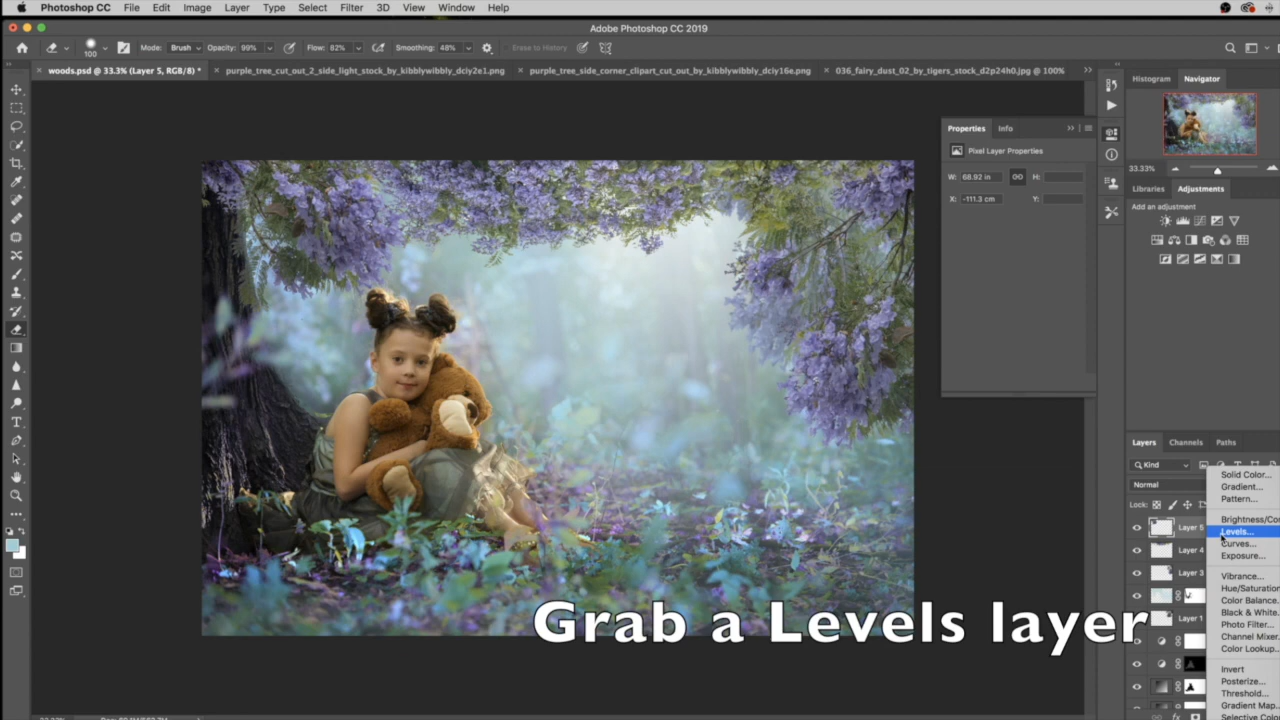 Photoshop CC File Edit Image Layer Type Select Filter 3D View Window Help
Adobe Photoshop CC 2019
100 Mode: Brush Opacity: 99% Flow: 82% Smoothing: 48% Erase to History
woods.psd @ 33.3% (Layer 5, RGB/8) * purple_tree_cut_out_2_side_light_stock_by_kibblywibbly_dciy2e1.png purple_tree_side_corner_clipart_cut_out_by_kibblywibbly_dciy16e.png 036_fairy_dust_02_by_tigers_stock_d2p24h0.jpg @ 100%
Histogram Navigator
Properties Info
Pixel Layer Properties
W: 68.92 in H:
X: -111.3 cm Y:
33.33%
Libraries Adjustments
Add an adjustment
Layers Channels Paths
Kind
Normal
Lock:
Layer 5
Layer 4
Layer 3
Layer 1
Solid Color...
Gradient...
Pattern...
Brightness/Co
Levels...
Curves...
Exposure...
Vibrance...
Hue/Saturation
Color Balance..
Black & White..
Photo Filter...
Channel Mixer..
Color Lookup..
Invert
Posterize...
Threshold...
Gradient Map..
Selective Colo
Grab a Levels layer